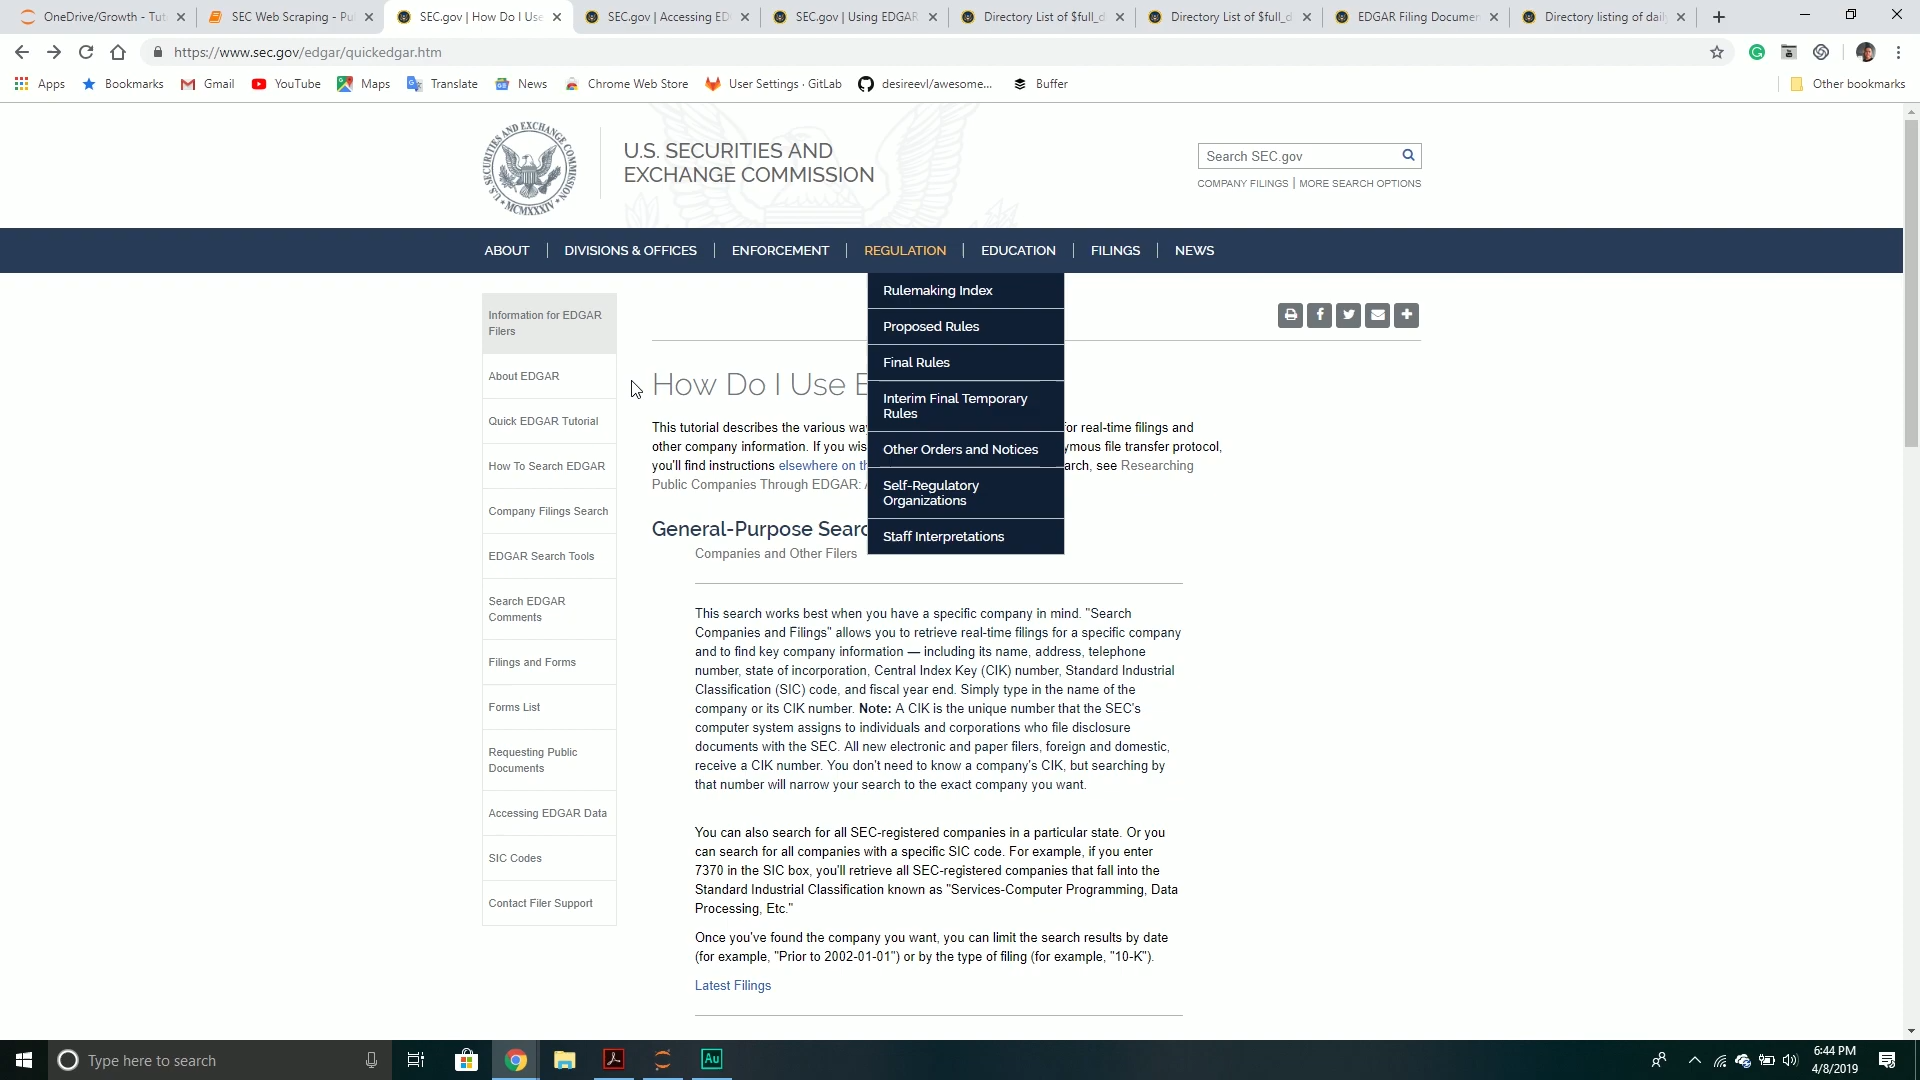 OneDrive/Growth - Tut
SEC Web Scraping - Pu
SEC.gov | How Do I Use
SEC.gov | Accessing ED
SEC.gov | Using EDGAR
Directory List of $full_d
Directory List of $full_d
EDGAR Filing Documen
Directory listing of daily
https://www.sec.gov/edgar/quickedgar.htm
Apps
Bookmarks
Gmail
YouTube
Maps
Translate
News
Chrome Web Store
User Settings · GitLab
desireevl/awesome...
Buffer
Other bookmarks
U.S. SECURITIES AND
EXCHANGE COMMISSION
Search SEC.gov
COMPANY FILINGS | MORE SEARCH OPTIONS
U.S. SECURITIES AND EXCHANGE COMMISSION
MCMXXXIV
ABOUT
DIVISIONS & OFFICES
ENFORCEMENT
REGULATION
EDUCATION
FILINGS
NEWS
Rulemaking Index
Proposed Rules
Final Rules
Interim Final Temporary
Rules
Other Orders and Notices
Self-Regulatory
Organizations
Staff Interpretations
Information for EDGAR
Filers
About EDGAR
Quick EDGAR Tutorial
How To Search EDGAR
Company Filings Search
EDGAR Search Tools
Search EDGAR
Comments
Filings and Forms
Forms List
Requesting Public
Documents
Accessing EDGAR Data
SIC Codes
Contact Filer Support
How Do I Use E
This tutorial describes the various wa for real-time filings and
other company information. If you wis ymous file transfer protocol,
you'll find instructions elsewhere on th arch, see Researching
Public Companies Through EDGAR: A
General-Purpose Searc
Companies and Other Filers
This search works best when you have a specific company in mind. "Search
Companies and Filings" allows you to retrieve real-time filings for a specific company
and to find key company information — including its name, address, telephone
number, state of incorporation, Central Index Key (CIK) number, Standard Industrial
Classification (SIC) code, and fiscal year end. Simply type in the name of the
company or its CIK number. Note: A CIK is the unique number that the SEC's
computer system assigns to individuals and corporations who file disclosure
documents with the SEC. All new electronic and paper filers, foreign and domestic,
receive a CIK number. You don't need to know a company's CIK, but searching by
that number will narrow your search to the exact company you want.
You can also search for all SEC-registered companies in a particular state. Or you
can search for all companies with a specific SIC code. For example, if you enter
7370 in the SIC box, you'll retrieve all SEC-registered companies that fall into the
Standard Industrial Classification known as "Services-Computer Programming, Data
Processing, Etc."
Once you've found the company you want, you can limit the search results by date
(for example, "Prior to 2002-01-01") or by the type of filing (for example, "10-K").
Latest Filings
Type here to search
Au
6:44 PM
4/8/2019